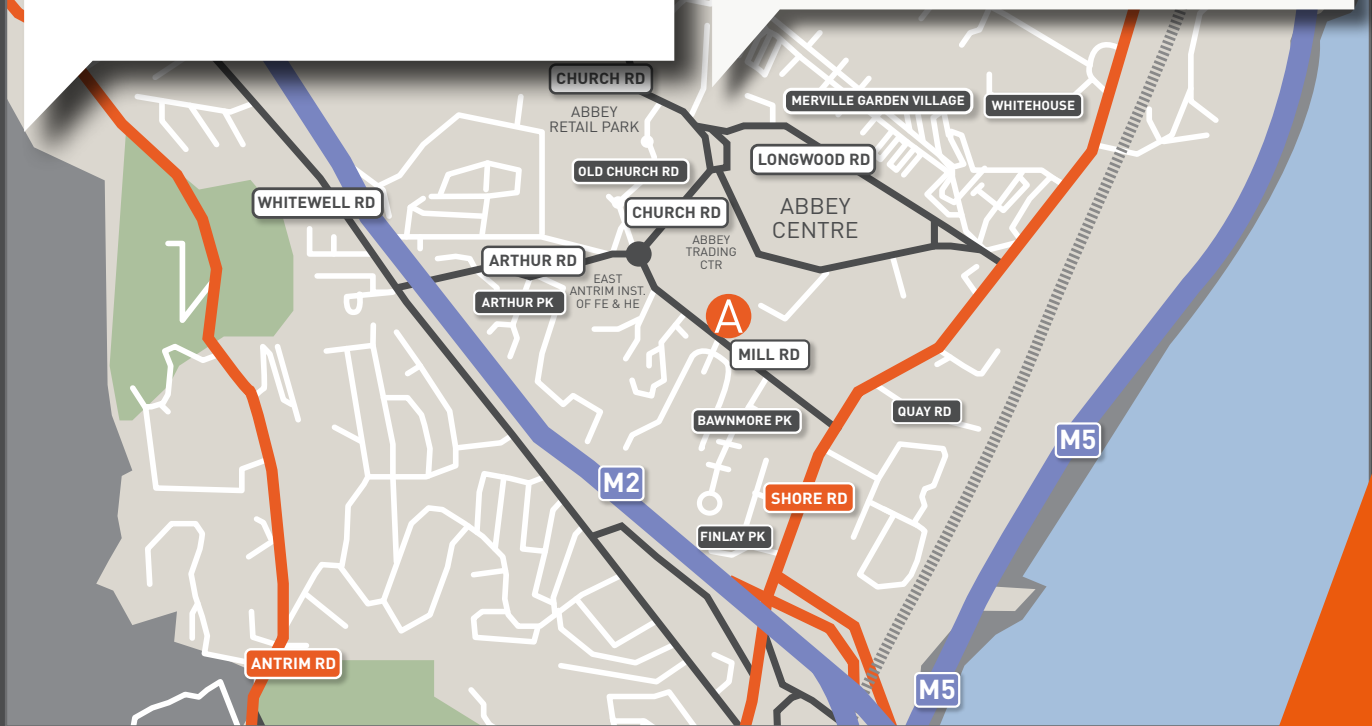 CHURCH RD
ABBEY
RETAIL PARK
MERVILLE GARDEN VILLAGE
WHITEHOUSE
OLD CHURCH RD
LONGWOOD RD
WHITEWELL RD
CHURCH RD
ABBEY
CENTRE
ABBEY
TRADING
CTR
ARTHUR RD
EAST
ANTRIM INST.
OF FE & HE
ARTHUR PK
A
MILL RD
BAWNMORE PK
QUAY RD
M5
M2
SHORE RD
FINLAY PK
ANTRIM RD
M5